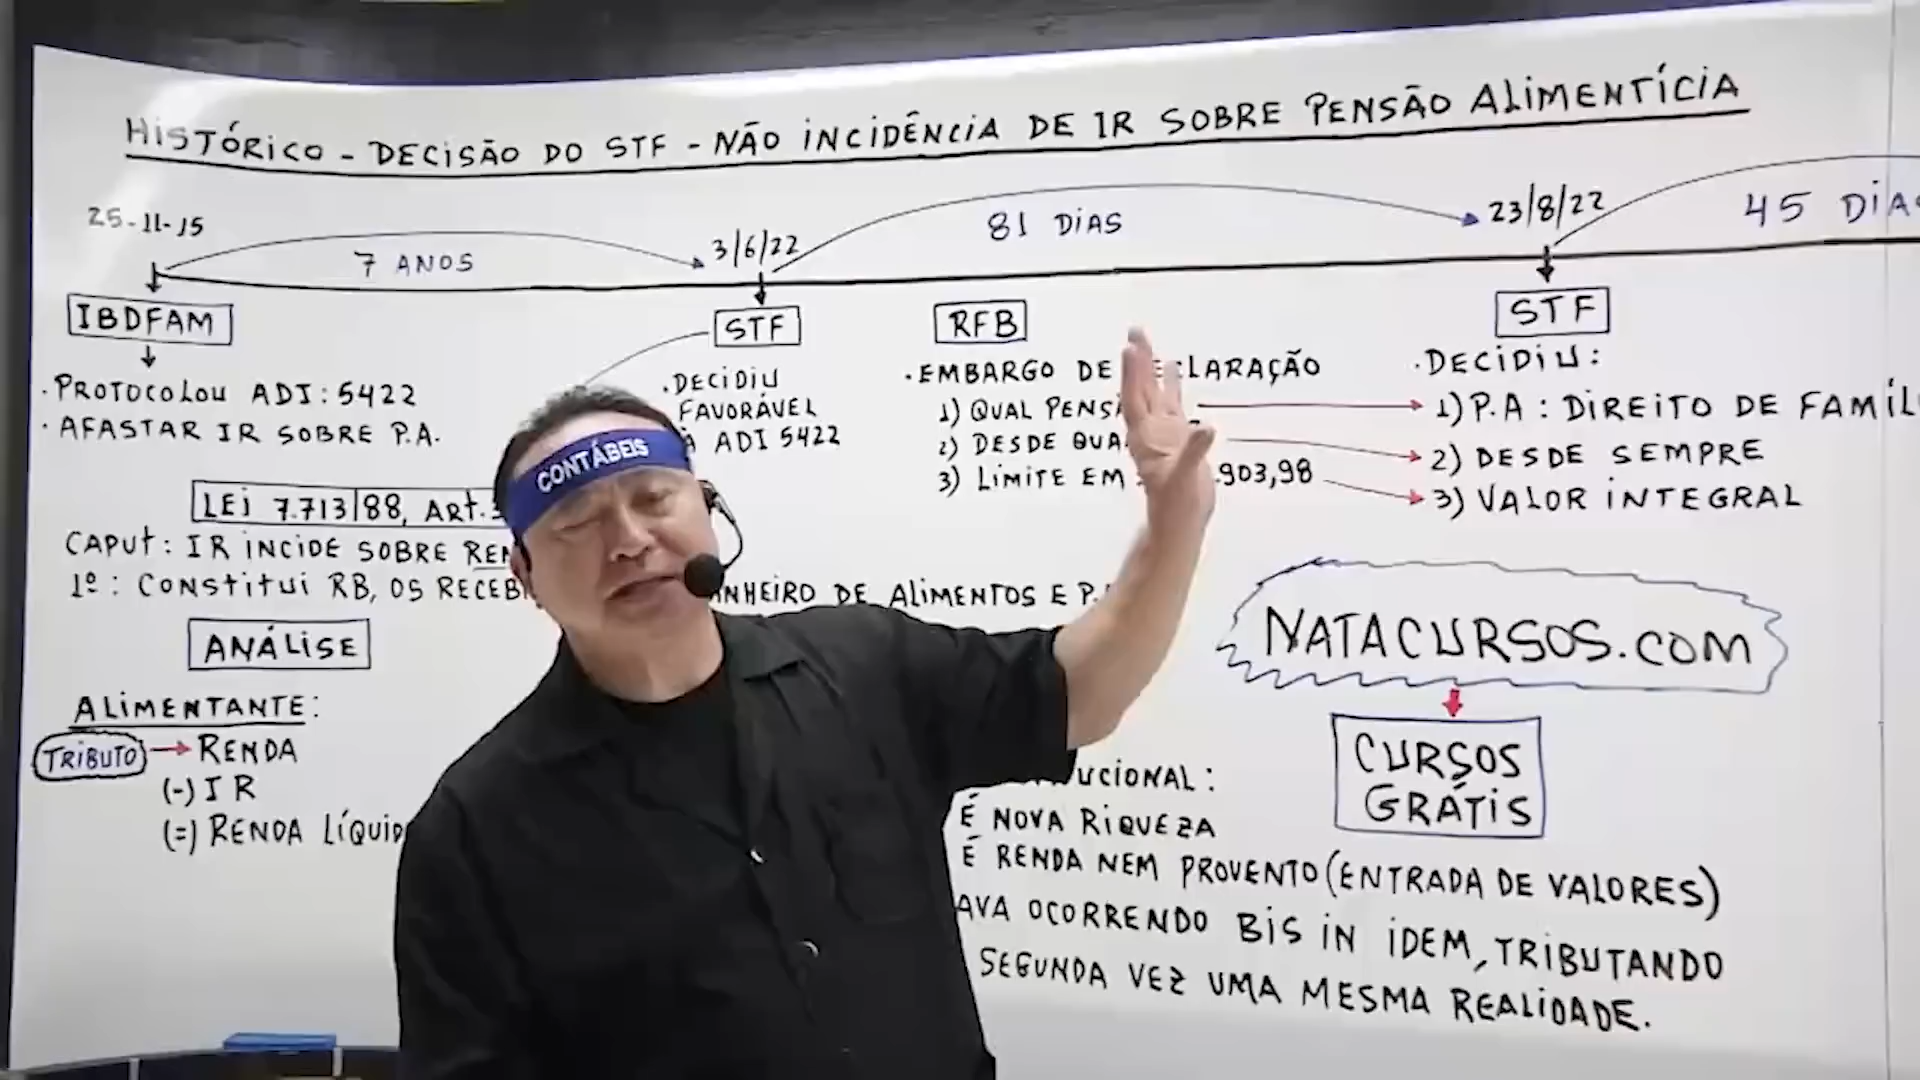 HISTÓRICO - DECISÃO DO STF - NÃO INCIDÊNCIA DE IR SOBRE PENSÃO ALIMENTÍCIA
25-11-15
7 ANOS
3/6/22
81 DIAS
23/8/22
45 DIAS
IBDFAM
· PROTOCOLOU ADI: 5422
· AFASTAR IR SOBRE P.A.
STF
· DECIDIU
FAVORÁVEL
À ADI 5422
RFB
· EMBARGO DE DECLARAÇÃO
1) QUAL PENSÃ
2) DESDE QUA
3) LIMITE EM .903,98
STF
· DECIDIU:
1) P.A : DIREITO DE FAMÍL
2) DESDE SEMPRE
3) VALOR INTEGRAL
LEI 7.713/88, ART.
CAPUT: IR INCIDE SOBRE REN
1º: CONSTITUI RB, OS RECEB NHEIRO DE ALIMENTOS E P.
CONTÁBEIS
ANÁLISE
ALIMENTANTE:
TRIBUTO RENDA
(-) IR
(=) RENDA LÍQUID
UCIONAL:
É NOVA RIQUEZA
É RENDA NEM PROVENTO (ENTRADA DE VALORES)
AVA OCORRENDO BIS IN IDEM, TRIBUTANDO
SEGUNDA VEZ UMA MESMA REALIDADE.
NATACURSOS.COM
CURSOS
GRÁTIS